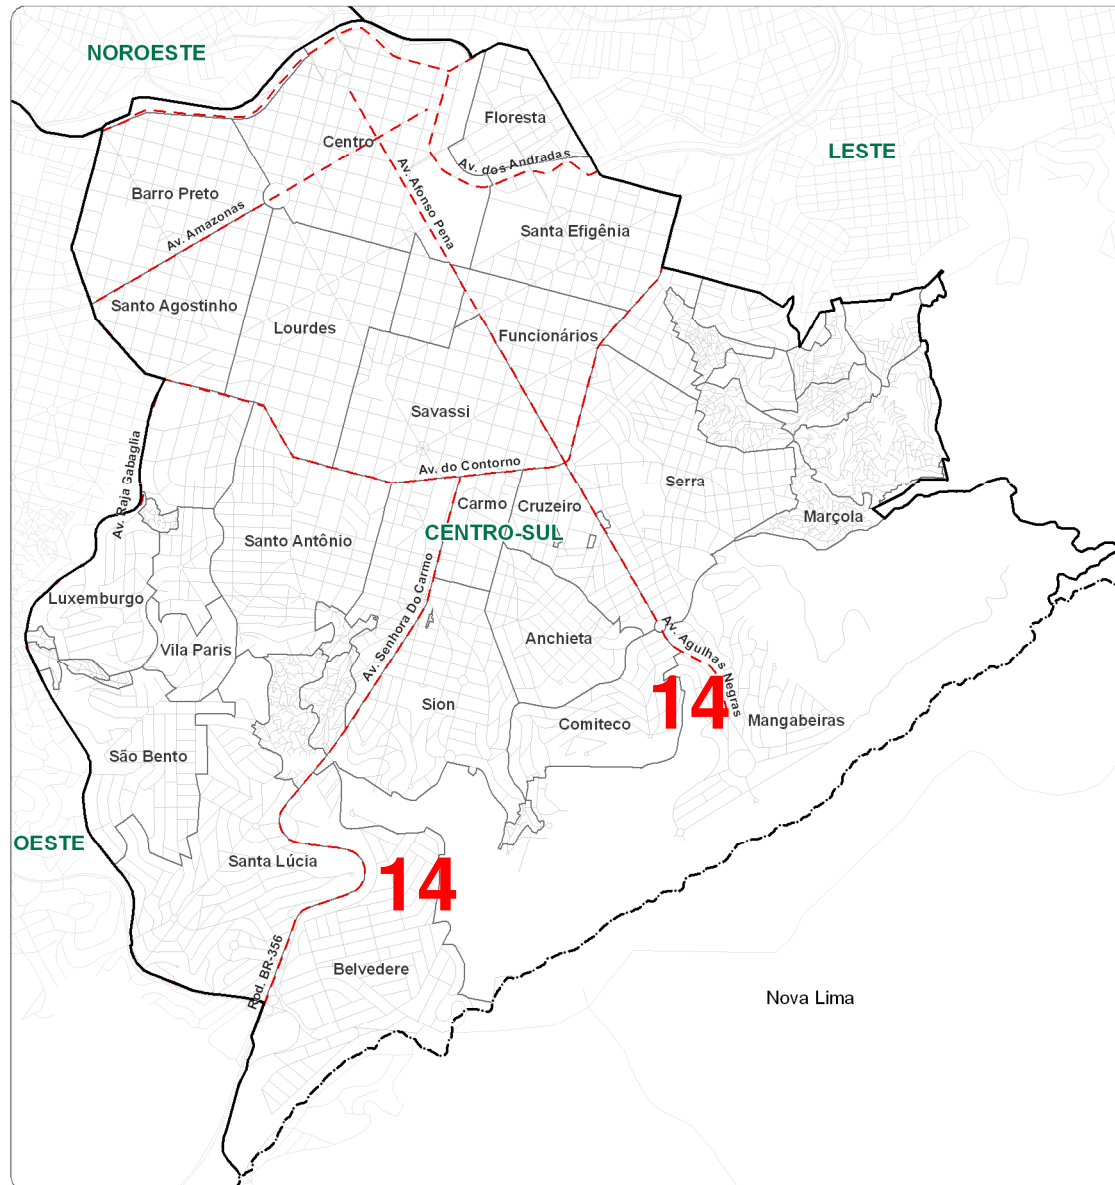 NOROESTE
Floresta
Centro
LESTE
Av. dos Andradas
Barro Preto
Av. Afonso Pena
Av. Amazonas
Santa Efigênia
Santo Agostinho
Lourdes
Funcionários
Savassi
Av. do Contorno
Av. Raja Gabaglia
Serra
Carmo
Cruzeiro
Marçola
CENTRO-SUL
Santo Antônio
Luxemburgo
Av. Senhora Do Carmo
Anchieta
Vila Paris
Av. Agulhas Negras
14
Sion
Comiteco
Mangabeiras
São Bento
OESTE
Santa Lúcia
14
Rod. BR-356
Belvedere
Nova Lima